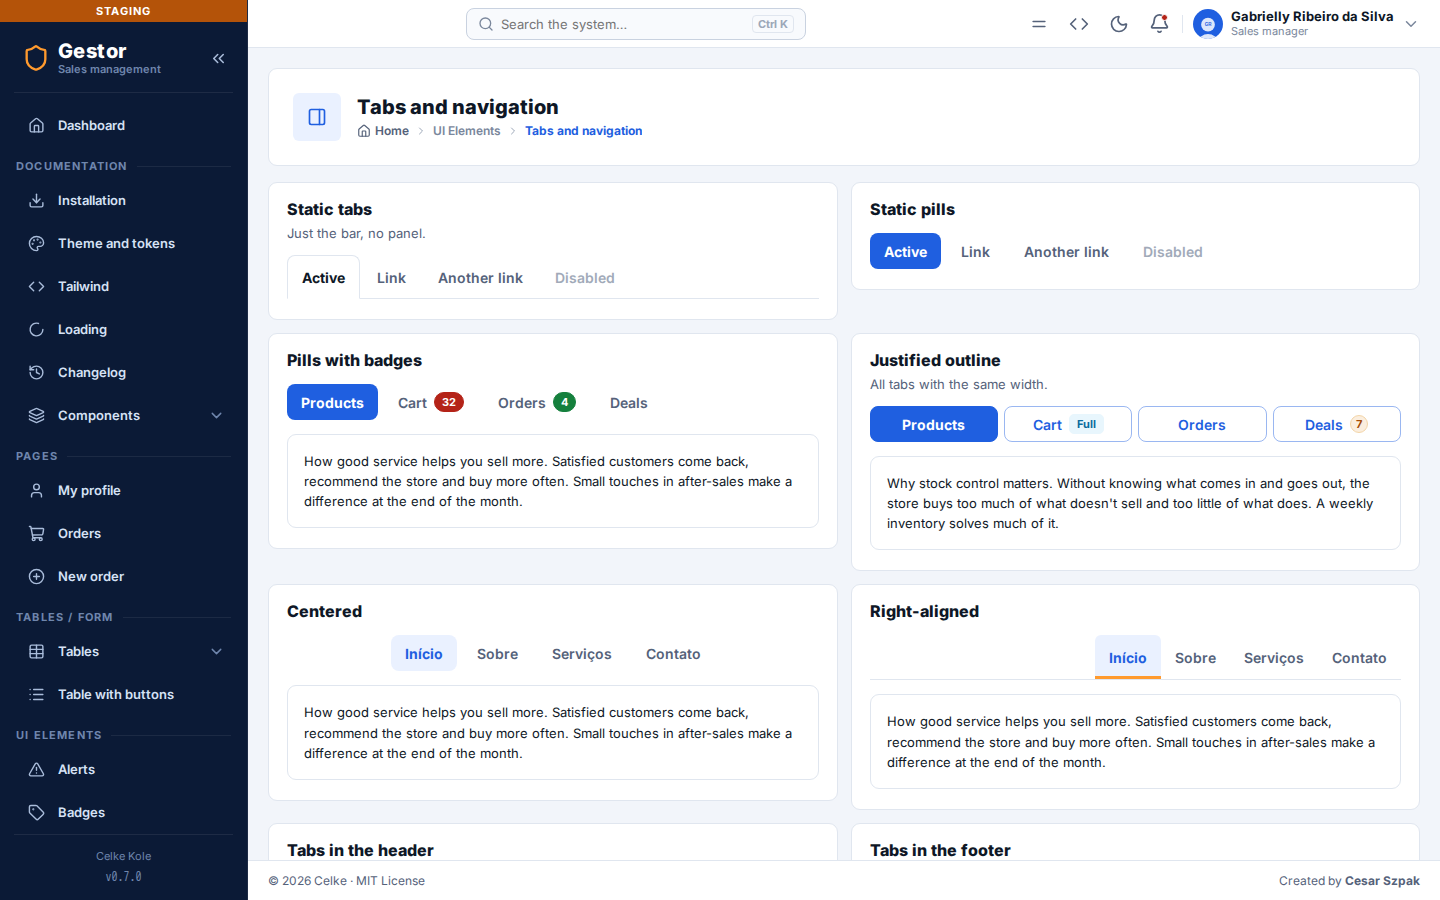 STAGING
Gestor
Sales management
Dashboard
DOCUMENTATION
Installation
Theme and tokens
Tailwind
Loading
Changelog
Components
PAGES
My profile
Orders
New order
TABLES / FORM
Tables
Table with buttons
UI ELEMENTS
Alerts
Badges
Celke Kole
v0.7.0
Search the system...
Ctrl K
GR
Gabrielly Ribeiro da Silva
Sales manager
Tabs and navigation
Home
UI Elements
Tabs and navigation
Static tabs
Just the bar, no panel.
Active Link Another link Disabled
Static pills
Active Link Another link Disabled
Pills with badges
Products Cart 32 Orders 4 Deals
How good service helps you sell more. Satisfied customers come back,
recommend the store and buy more often. Small touches in after-sales make a
difference at the end of the month.
Justified outline
All tabs with the same width.
Products Cart Full Orders Deals 7
Why stock control matters. Without knowing what comes in and goes out, the
store buys too much of what doesn't sell and too little of what does. A weekly
inventory solves much of it.
Centered
Início Sobre Serviços Contato
How good service helps you sell more. Satisfied customers come back,
recommend the store and buy more often. Small touches in after-sales make a
difference at the end of the month.
Right-aligned
Início Sobre Serviços Contato
How good service helps you sell more. Satisfied customers come back,
recommend the store and buy more often. Small touches in after-sales make a
difference at the end of the month.
Tabs in the header
Tabs in the footer
© 2026 Celke · MIT License
Created by Cesar Szpak